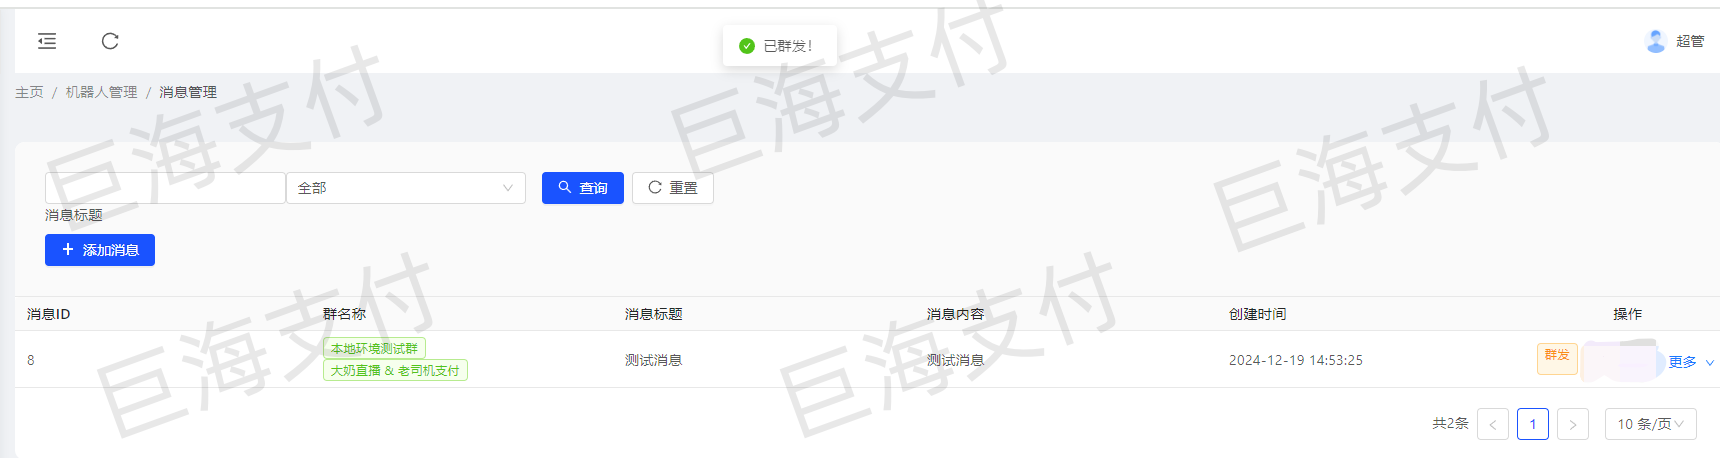 已群发！
超管
主页 / 机器人管理 / 消息管理
全部
查询
重置
消息标题
添加消息
消息ID 群名称 消息标题 消息内容 创建时间 操作
本地环境测试群
8 测试消息 测试消息 2024-12-19 14:53:25 群发 更多
大奶直播 & 老司机支付
共2条 1 10 条/页
巨海支付
巨海支付
巨海支付
巨海支付
巨海支付